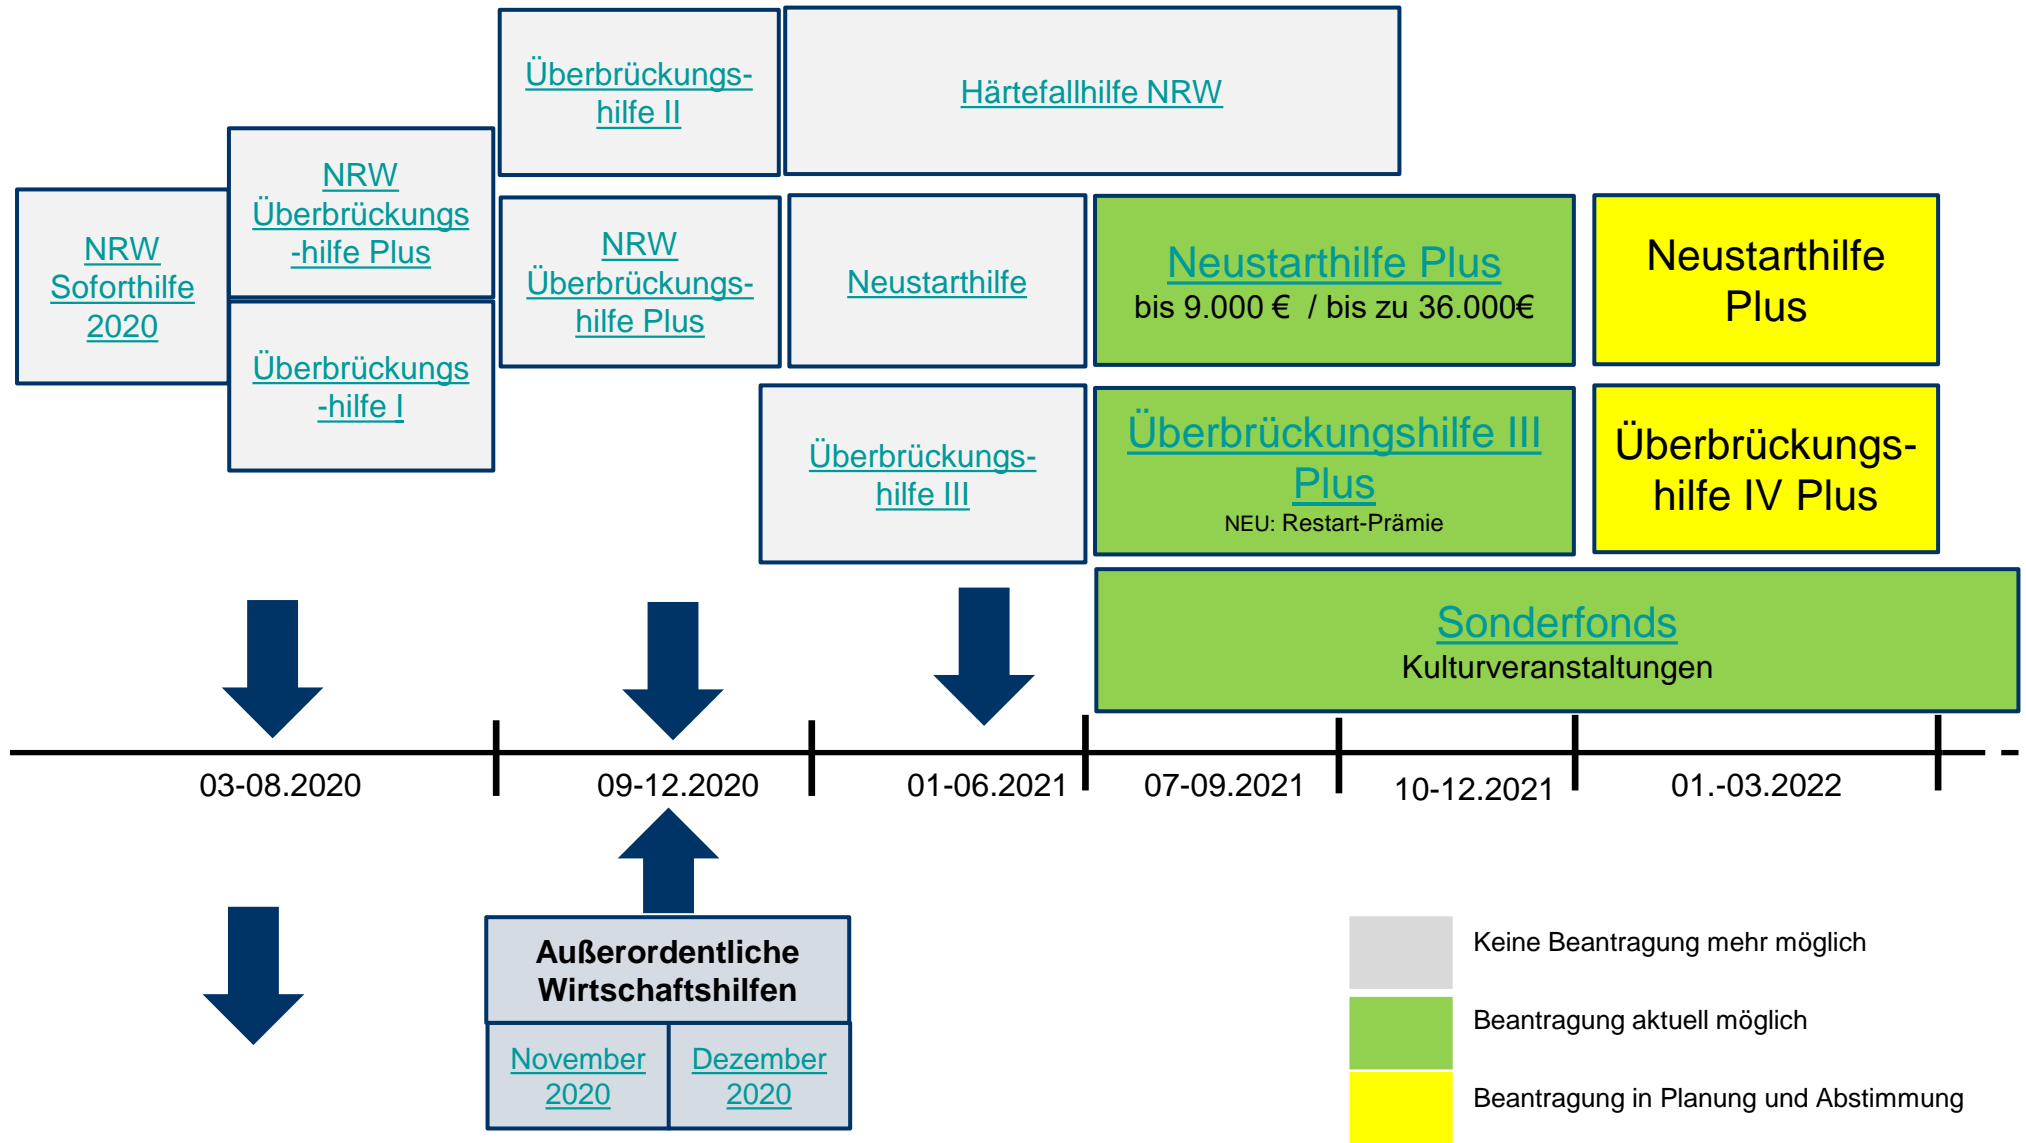 Überbrückungs-
hilfe II
Härtefallhilfe NRW
NRW
Überbrückungs
-hilfe Plus
NRW
Soforthilfe
2020
Überbrückungs
-hilfe I
NRW
Überbrückungs-
hilfe Plus
Neustarthilfe
Neustarthilfe Plus
bis 9.000 € / bis zu 36.000€
Neustarthilfe
Plus
Überbrückungs-
hilfe III
Überbrückungshilfe III
Plus
NEU: Restart-Prämie
Überbrückungs-
hilfe IV Plus
Sonderfonds
Kulturveranstaltungen
03-08.2020
09-12.2020
01-06.2021
07-09.2021
10-12.2021
01.-03.2022
Außerordentliche
Wirtschaftshilfen
November
2020
Dezember
2020
Keine Beantragung mehr möglich
Beantragung aktuell möglich
Beantragung in Planung und Abstimmung